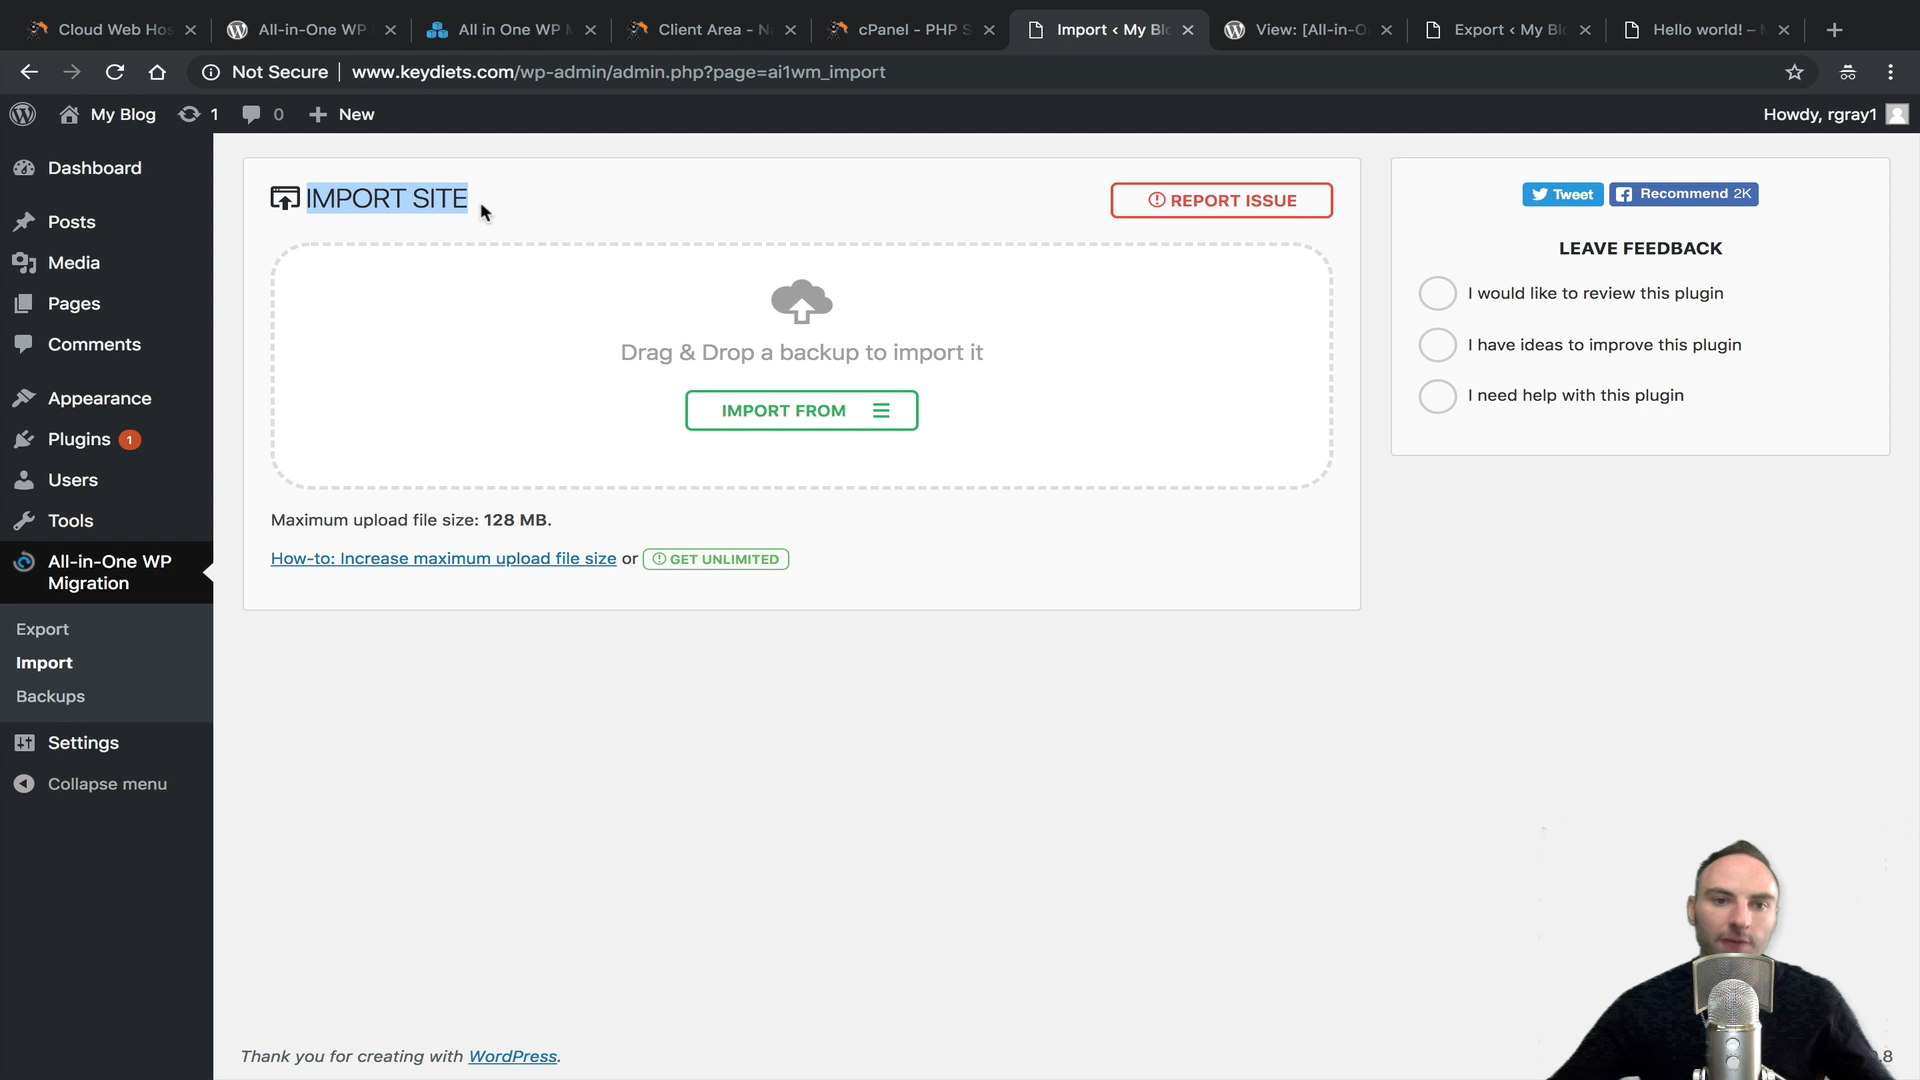 Cloud Web Hos
All-in-One WP
All in One WP M
Client Area - N
cPanel - PHP S
Import ‹ My Blo
View: [All-in-O
Export ‹ My Blo
Hello world! –
Not Secure
www.keydiets.com/wp-admin/admin.php?page=ai1wm_import
My Blog
1
0
New
Howdy, rgray1
Dashboard
Posts
Media
Pages
Comments
Appearance
Plugins 1
Users
Tools
All-in-One WP
Migration
Export
Import
Backups
Settings
Collapse menu
IMPORT SITE
REPORT ISSUE
Drag & Drop a backup to import it
IMPORT FROM
Maximum upload file size: 128 MB.
How-to: Increase maximum upload file size or GET UNLIMITED
Tweet
Recommend 2K
LEAVE FEEDBACK
I would like to review this plugin
I have ideas to improve this plugin
I need help with this plugin
Thank you for creating with WordPress.
.8